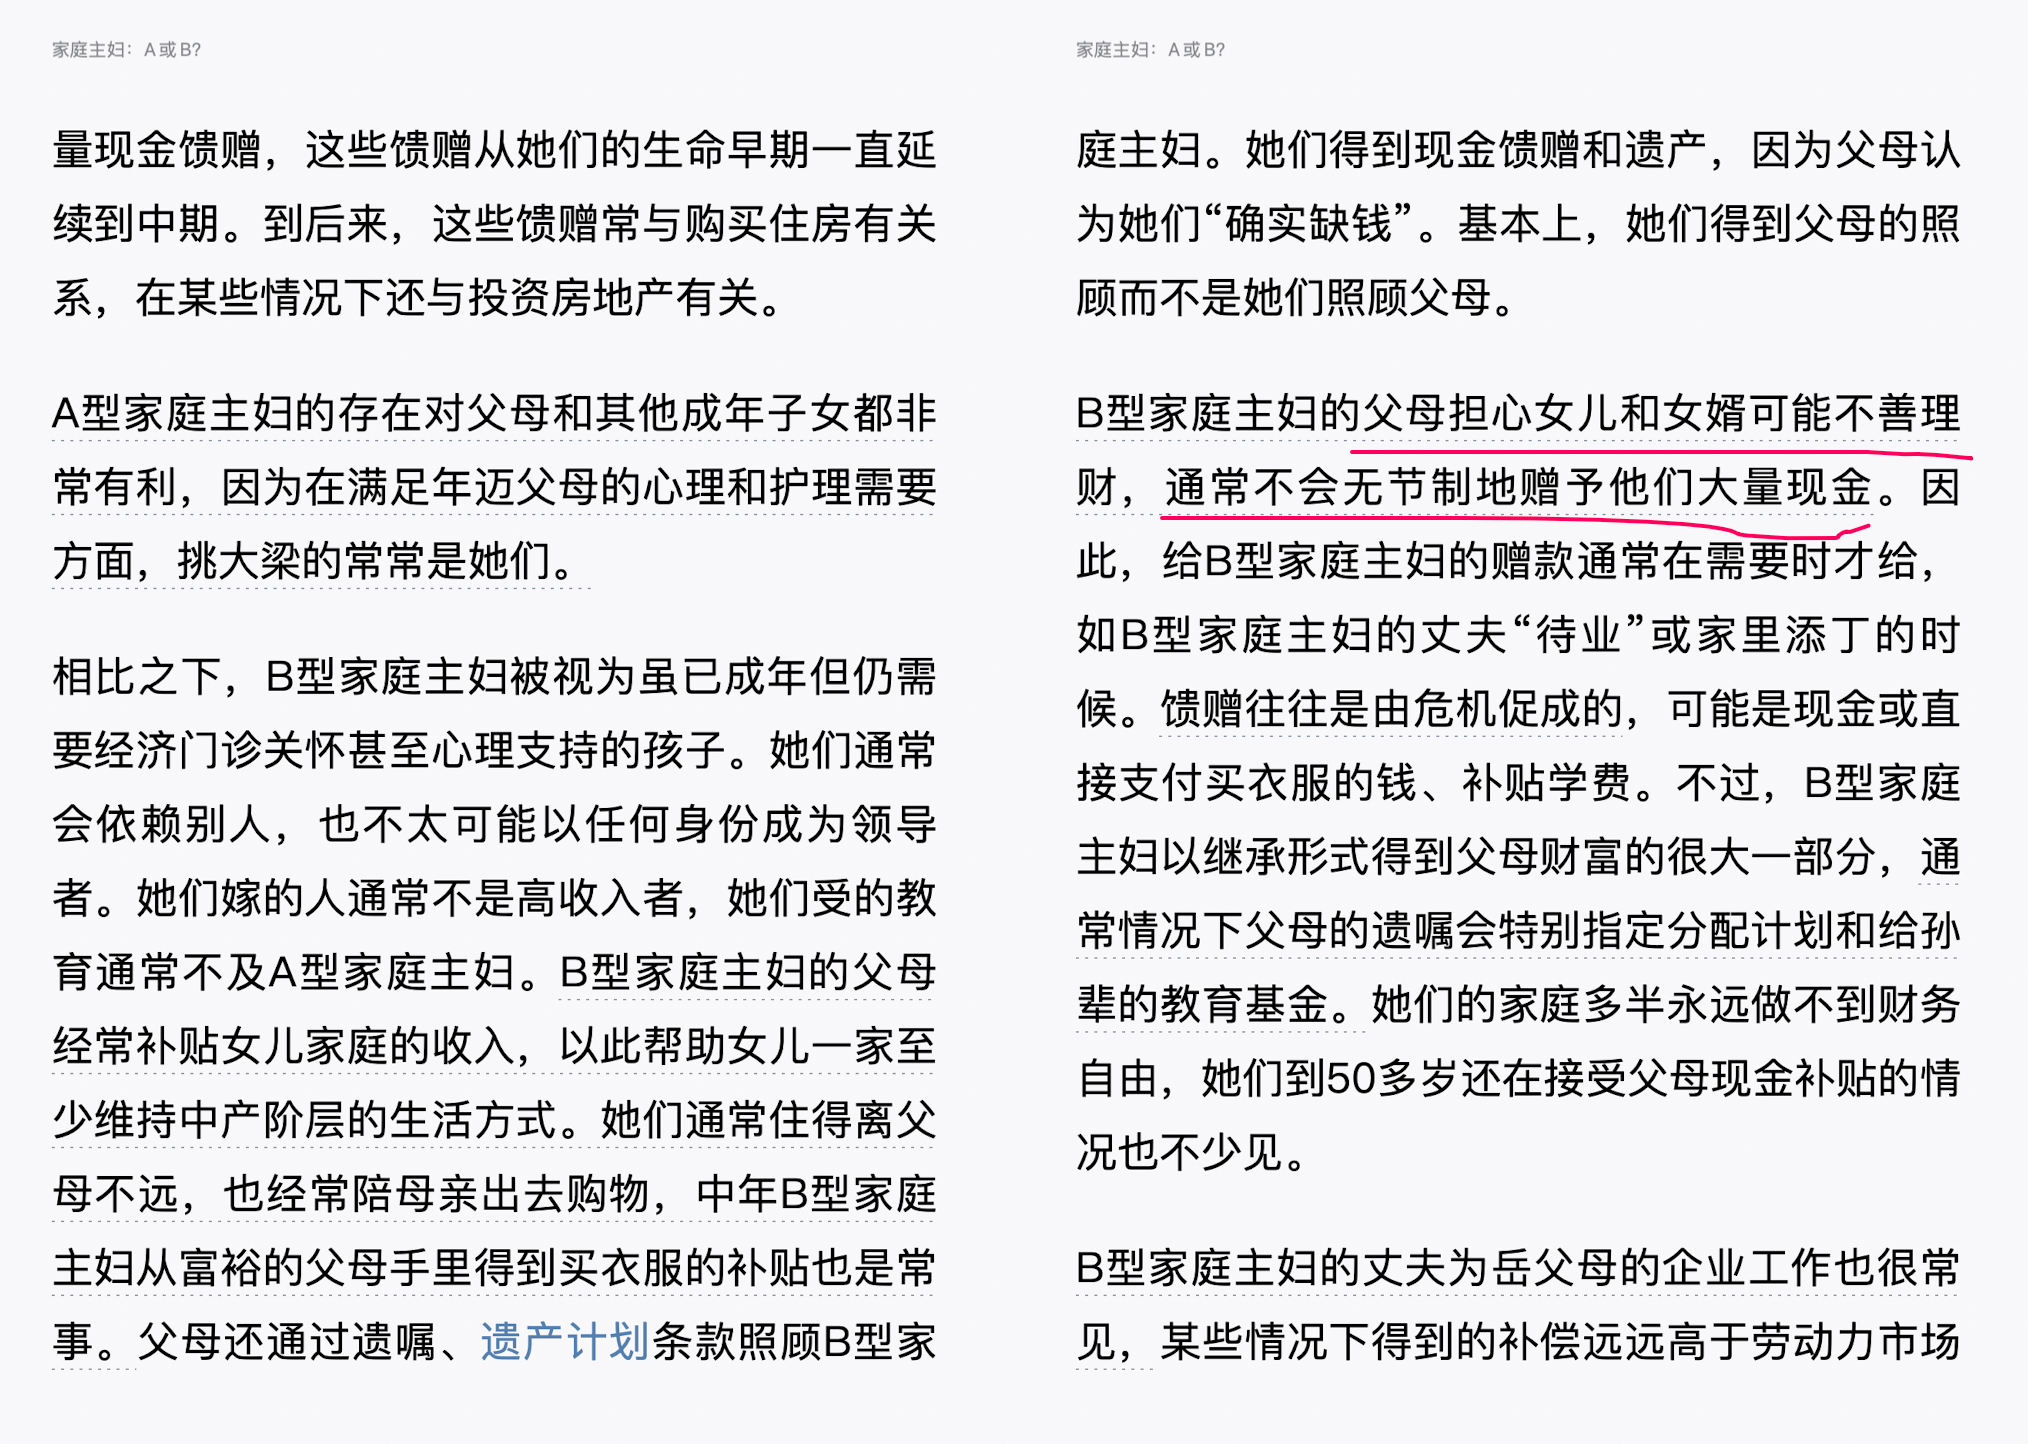 家庭主妇：A或B?
量现金馈赠，这些馈赠从她们的生命早期一直延
续到中期。到后来，这些馈赠常与购买住房有关
系，在某些情况下还与投资房地产有关。
A型家庭主妇的存在对父母和其他成年子女都非
常有利，因为在满足年迈父母的心理和护理需要
方面，挑大梁的常常是她们。
相比之下，B型家庭主妇被视为虽已成年但仍需
要经济门诊关怀甚至心理支持的孩子。她们通常
会依赖别人，也不太可能以任何身份成为领导
者。她们嫁的人通常不是高收入者，她们受的教
育通常不及A型家庭主妇。B型家庭主妇的父母
经常补贴女儿家庭的收入，以此帮助女儿一家至
少维持中产阶层的生活方式。她们通常住得离父
母不远，也经常陪母亲出去购物，中年B型家庭
主妇从富裕的父母手里得到买衣服的补贴也是常
事。父母还通过遗嘱、遗产计划条款照顾B型家
家庭主妇：A或B?
庭主妇。她们得到现金馈赠和遗产，因为父母认
为她们“确实缺钱”。基本上，她们得到父母的照
顾而不是她们照顾父母。
B型家庭主妇的父母担心女儿和女婿可能不善理
财，通常不会无节制地赠予他们大量现金。因
此，给B型家庭主妇的赠款通常在需要时才给，
如B型家庭主妇的丈夫“待业”或家里添丁的时
候。馈赠往往是由危机促成的，可能是现金或直
接支付买衣服的钱、补贴学费。不过，B型家庭
主妇以继承形式得到父母财富的很大一部分，通
常情况下父母的遗嘱会特别指定分配计划和给孙
辈的教育基金。她们的家庭多半永远做不到财务
自由，她们到50多岁还在接受父母现金补贴的情
况也不少见。
B型家庭主妇的丈夫为岳父母的企业工作也很常
见，某些情况下得到的补偿远远高于劳动力市场